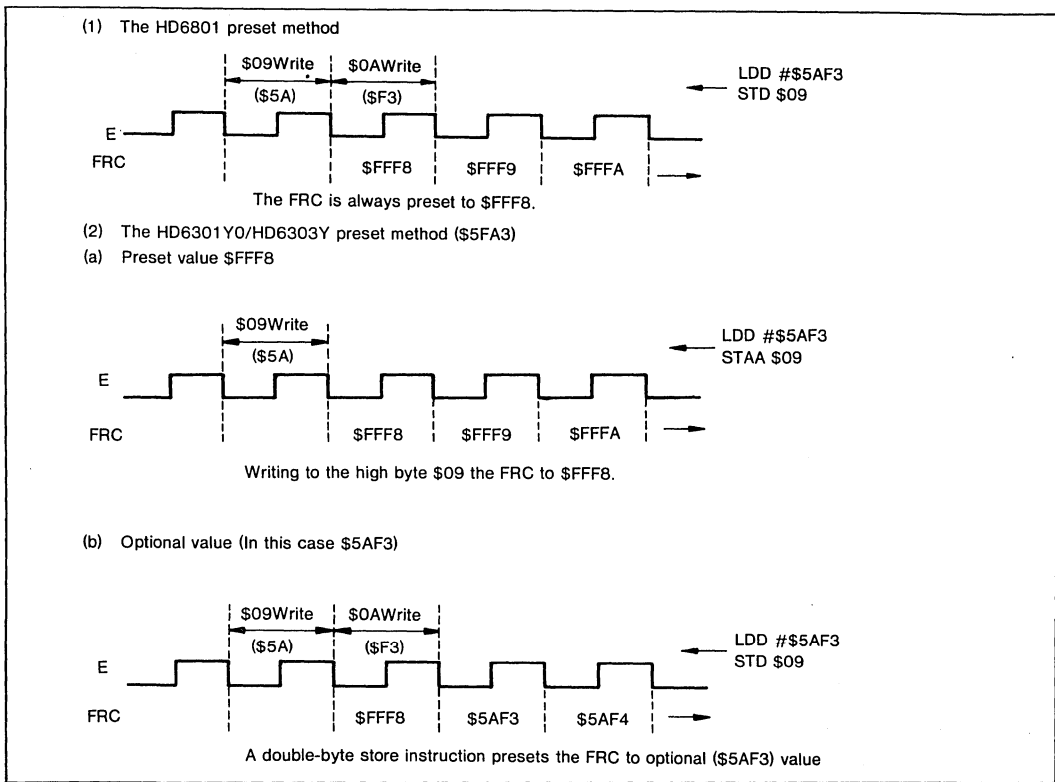 (1) The HD6801 preset method
$09Write $0AWrite
($5A) ($F3)
LDD #$5AF3
STD $09
E
FRC $FFF8 $FFF9 $FFFA
The FRC is always preset to $FFF8.
(2) The HD6301Y0/HD6303Y preset method ($5FA3)
(a) Preset value $FFF8
$09Write
($5A)
LDD #$5AF3
STAA $09
E
FRC $FFF8 $FFF9 $FFFA
Writing to the high byte $09 the FRC to $FFF8.
(b) Optional value (In this case $5AF3)
$09Write $0AWrite
($5A) ($F3)
LDD #$5AF3
STD $09
E
FRC $FFF8 $5AF3 $5AF4
A double-byte store instruction presets the FRC to optional ($5AF3) value